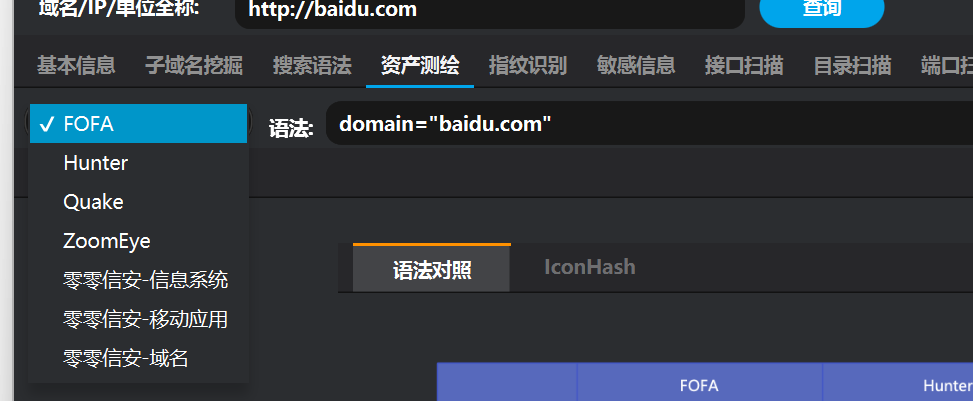 域名/IP/单位全称: http://baidu.com 查询
基本信息 子域名挖掘 搜索语法 资产测绘 指纹识别 敏感信息 接口扫描 目录扫描 端口扫
FOFA 语法: domain="baidu.com"
Hunter
Quake
ZoomEye
零零信安-信息系统
零零信安-移动应用
零零信安-域名
语法对照 IconHash
FOFA Hunter